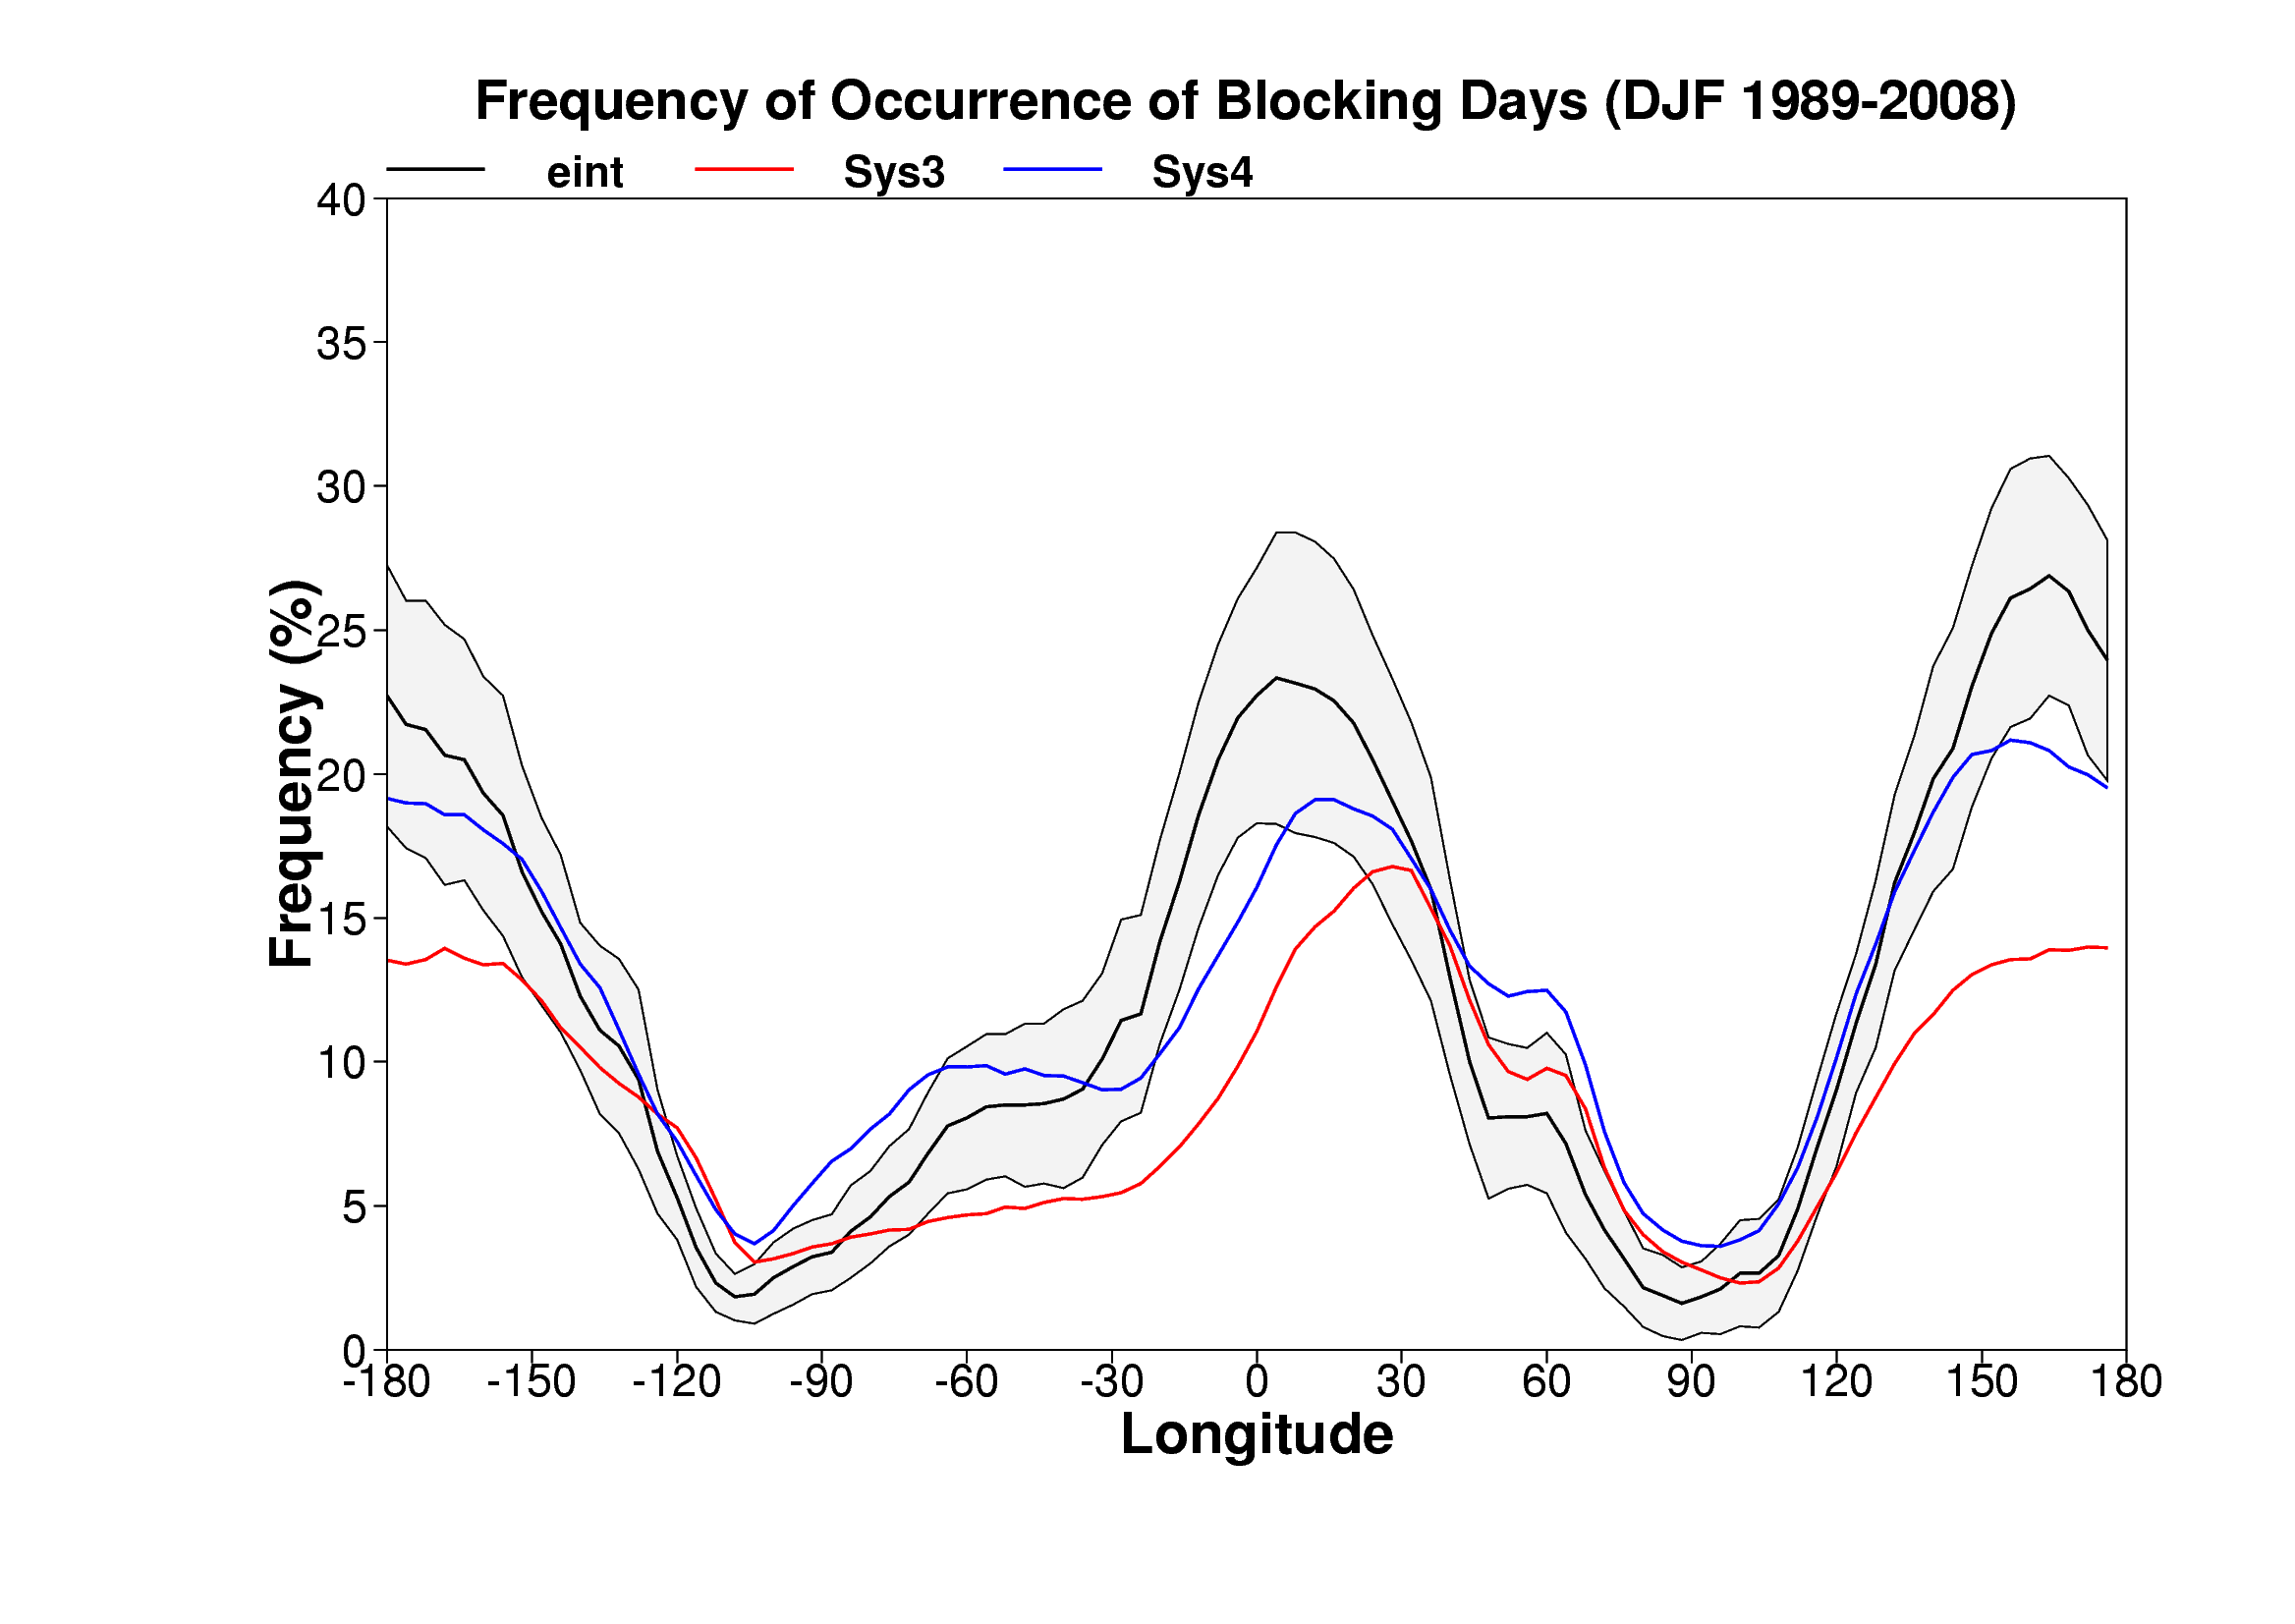 Frequency of Occurrence of Blocking Days (DJF 1989-2008)
eint Sys3 Sys4
40
35
30
25
20
15
10
5
0
Frequency (%)
-180 -150 -120 -90 -60 -30 0 30 60 90 120 150 180
Longitude